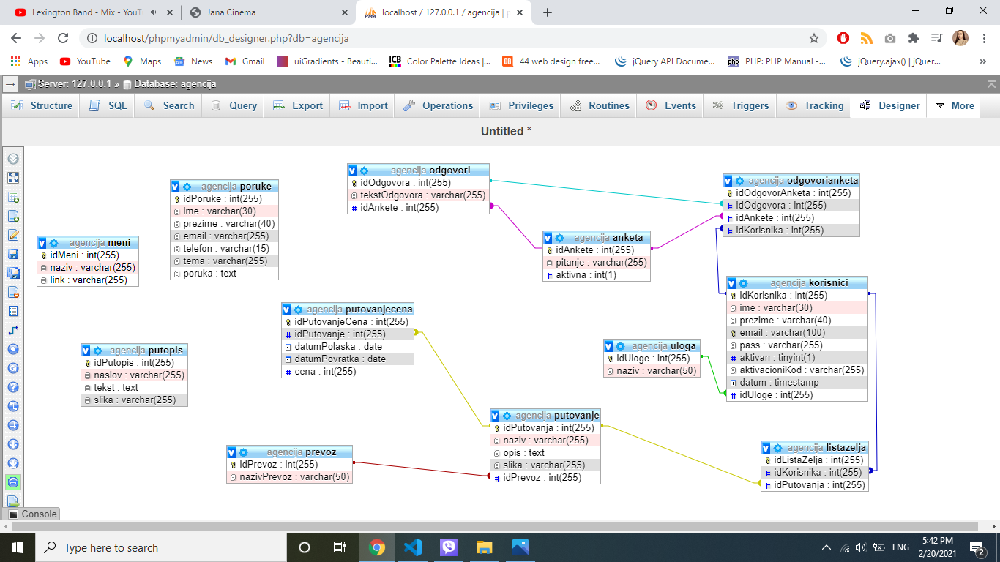 Lexington Band - Mix - YouTu
Jana Cinema
localhost / 127.0.0.1 / agencija | p
localhost/phpmyadmin/db_designer.php?db=agencija
Apps
YouTube
Maps
News
Gmail
uiGradients - Beauti...
ICB
Color Palette Ideas |...
44 web design free...
jQuery API Docume...
PHP: PHP Manual -...
jQuery.ajax() | jQuer...
Server: 127.0.0.1 » Database: agencija
Structure
SQL
Search
Query
Export
Import
Operations
Privileges
Routines
Events
Triggers
Tracking
Designer
More
Untitled *
agencija odgovori
idOdgovora : int(255)
tekstOdgovora : varchar(255)
idAnkete : int(255)
agencija odgovorianketa
idOdgovorAnketa : int(255)
idOdgovora : int(255)
idAnkete : int(255)
idKorisnika : int(255)
agencija poruke
idPoruke : int(255)
ime : varchar(30)
prezime : varchar(40)
email : varchar(255)
telefon : varchar(15)
tema : varchar(255)
poruka : text
agencija meni
idMeni : int(255)
naziv : varchar(255)
link : varchar(255)
agencija anketa
idAnkete : int(255)
pitanje : varchar(255)
aktivna : int(1)
agencija korisnici
idKorisnika : int(255)
ime : varchar(30)
prezime : varchar(40)
email : varchar(100)
pass : varchar(255)
aktivan : tinyint(1)
aktivacioniKod : varchar(255)
datum : timestamp
idUloge : int(255)
agencija putovanjecena
idPutovanjeCena : int(255)
idPutovanje : int(255)
datumPolaska : date
datumPovratka : date
cena : int(255)
agencija uloga
idUloge : int(255)
naziv : varchar(50)
agencija putopis
idPutopis : int(255)
naslov : varchar(255)
tekst : text
slika : varchar(255)
agencija putovanje
idPutovanja : int(255)
naziv : varchar(255)
opis : text
slika : varchar(255)
idPrevoz : int(255)
agencija prevoz
idPrevoz : int(255)
nazivPrevoz : varchar(50)
agencija listazelja
idListaZelja : int(255)
idKorisnika : int(255)
idPutovanja : int(255)
Console
Type here to search
ENG
5:42 PM
2/20/2021
2